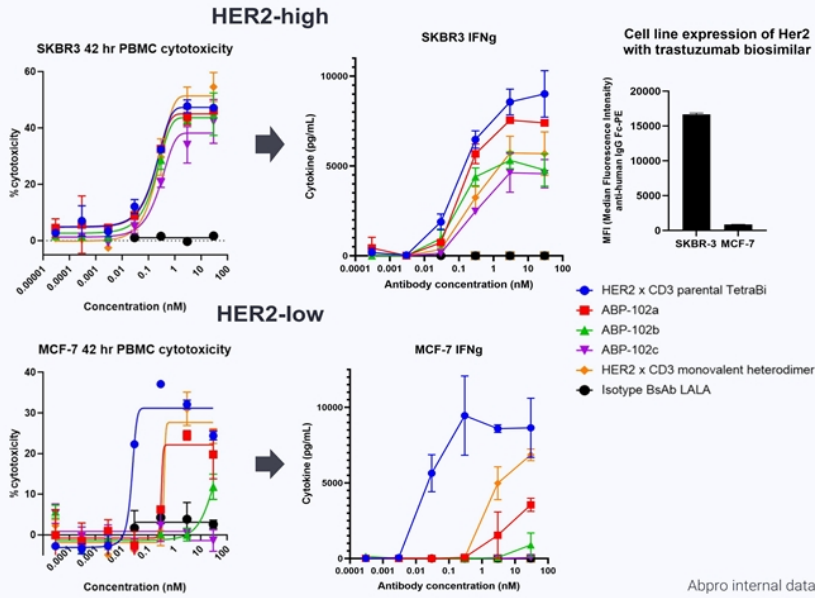 HER2-high
SKBR3 42 hr PBMC cytotoxicity
%cytotoxicity
60
40
20
0
0.00001
0.0001
0.001
0.01
0.1
1
10
100
Concentration (nM)
SKBR3 IFNg
Cytokine (pg/mL)
10000
5000
0
0.0001
0.001
0.01
0.1
1
10
100
Antibody concentration (nM)
Cell line expression of Her2
with trastuzumab biosimilar
MFI (Median Fluorescence Intensity)
anti-human IgG Fc-PE
20000
15000
10000
5000
0
SKBR-3
MCF-7
HER2 x CD3 parental TetraBi
ABP-102a
ABP-102b
ABP-102c
HER2 x CD3 monovalent heterodimer
Isotype BsAb LALA
HER2-low
MCF-7 42 hr PBMC cytotoxicity
%cytotoxicity
40
30
20
10
0
0.0001
0.001
0.01
0.1
1
10
100
Concentration (nM)
MCF-7 IFNg
Cytokine (pg/mL)
10000
5000
0
0.0001
0.001
0.01
0.1
1
10
100
Antibody concentration (nM)
Abpro internal data